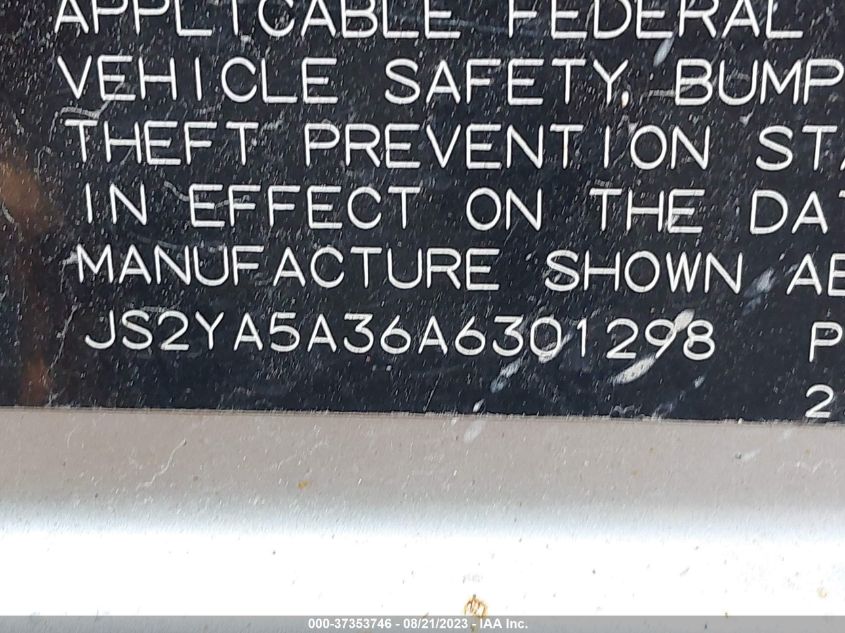 APPLICABLE FEDERAL
VEHICLE SAFETY, BUMP
THEFT PREVENTION STA
IN EFFECT ON THE DAT
MANUFACTURE SHOWN AB
JS2YA5A36A6301298 P
2
000-37353746 - 08/21/2023 - IAA Inc.